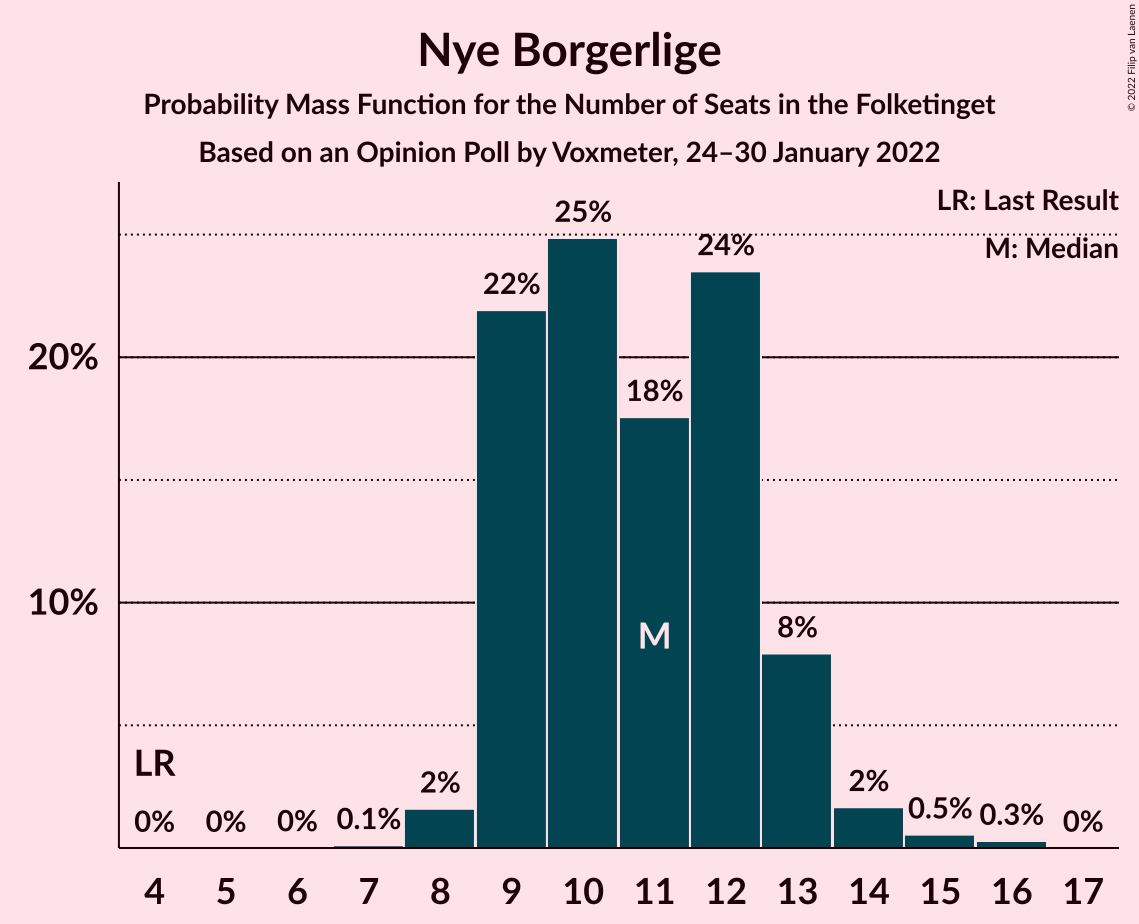 Nye Borgerlige
Probability Mass Function for the Number of Seats in the Folketinget
Based on an Opinion Poll by Voxmeter, 24–30 January 2022
© 2022 Filip van Laenen
LR: Last Result
M: Median
20%
10%
LR
0%
0%
0%
0.1%
2%
22%
25%
18%
M
24%
8%
2%
0.5%
0.3%
0%
4 5 6 7 8 9 10 11 12 13 14 15 16 17